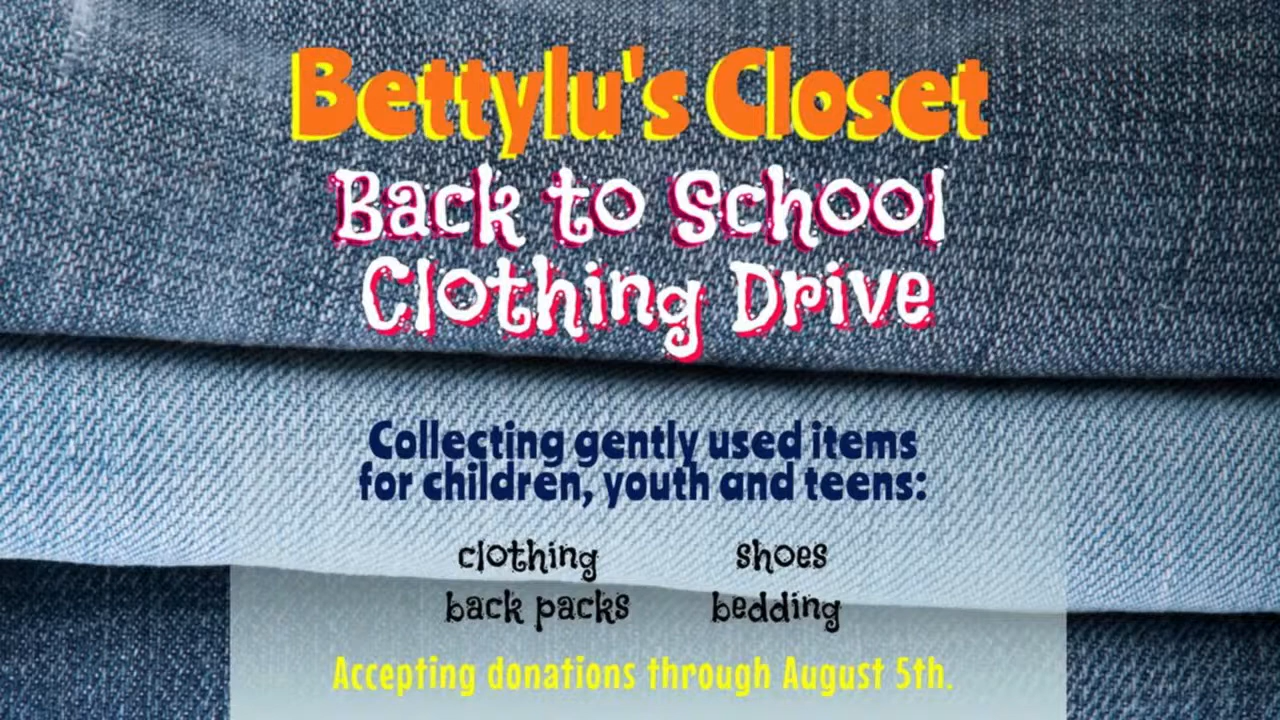 Bettylu's Closet
Back to School
Clothing Drive
Collecting gently used items
for children, youth and teens:
clothing shoes
back packs bedding
Accepting donations through August 5th.